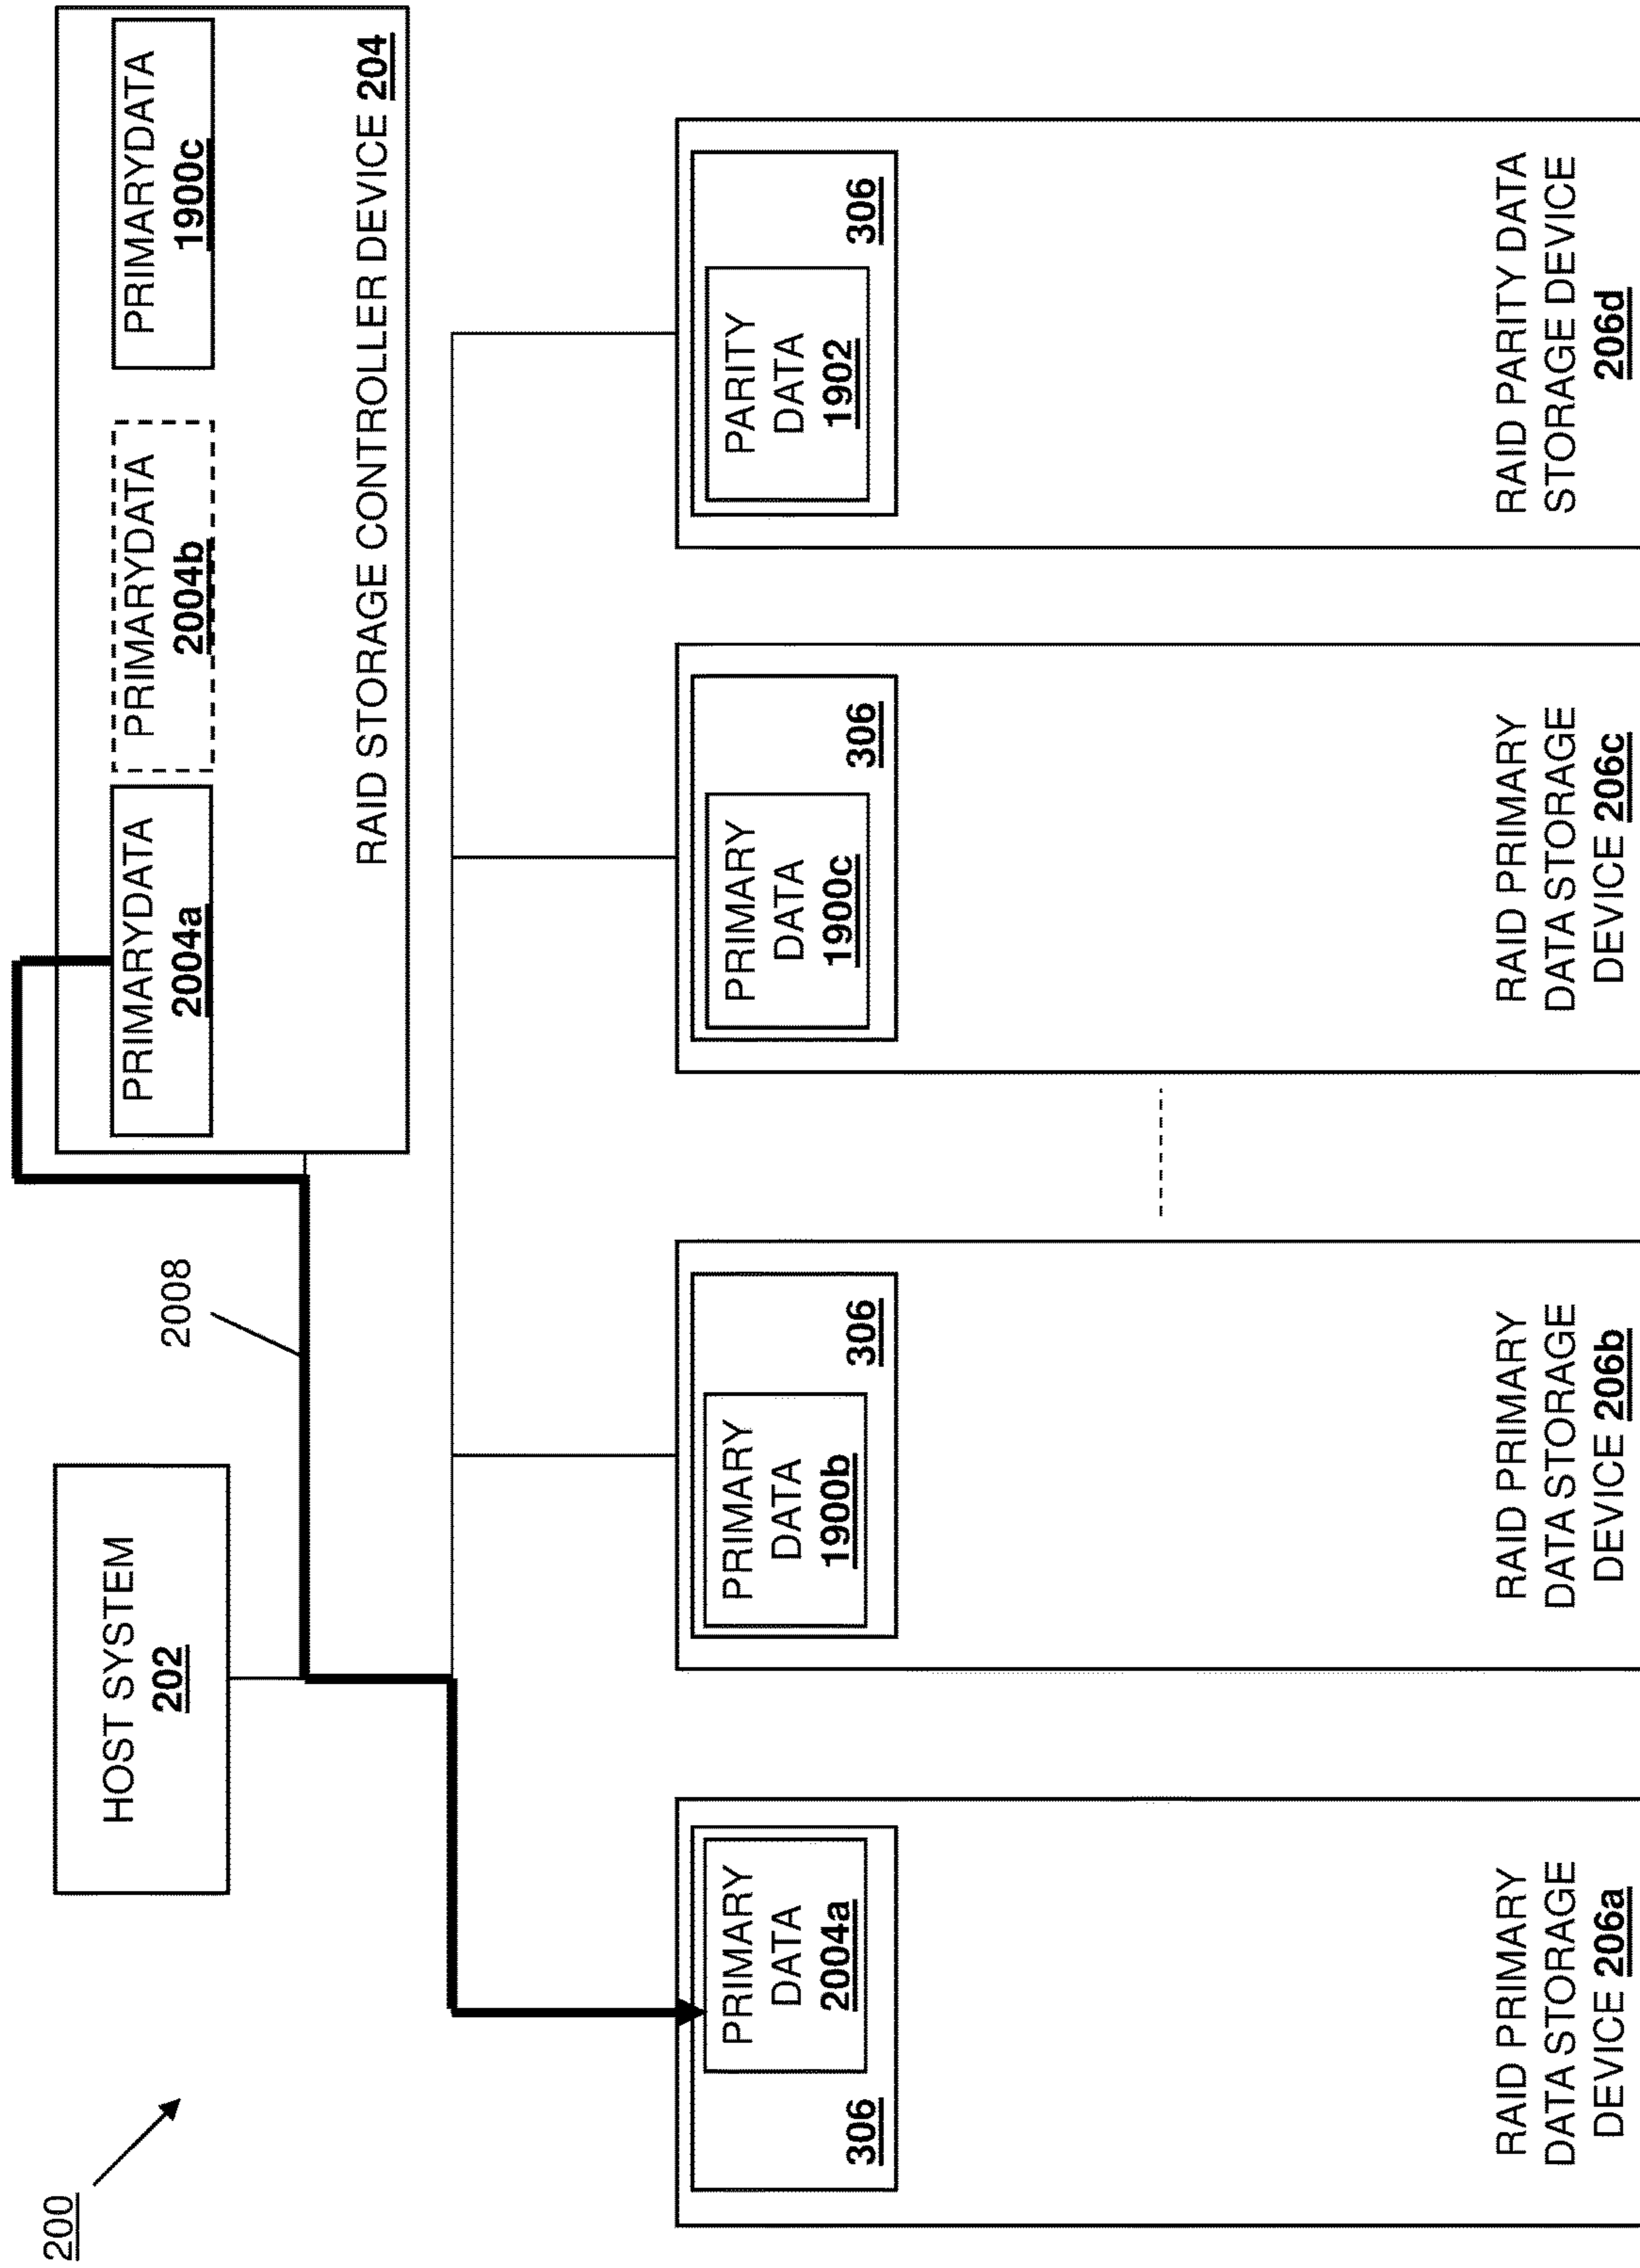 200
HOST SYSTEM
202
2008
PRIMARYDATA
2004a
PRIMARYDATA
2004b
PRIMARYDATA
1900c
RAID STORAGE CONTROLLER DEVICE 204
PRIMARY
DATA
2004a
306
RAID PRIMARY
DATA STORAGE
DEVICE 206a
PRIMARY
DATA
1900b
306
RAID PRIMARY
DATA STORAGE
DEVICE 206b
PRIMARY
DATA
1900c
306
RAID PRIMARY
DATA STORAGE
DEVICE 206c
PARITY
DATA
1902
306
RAID PARITY DATA
STORAGE DEVICE
206d